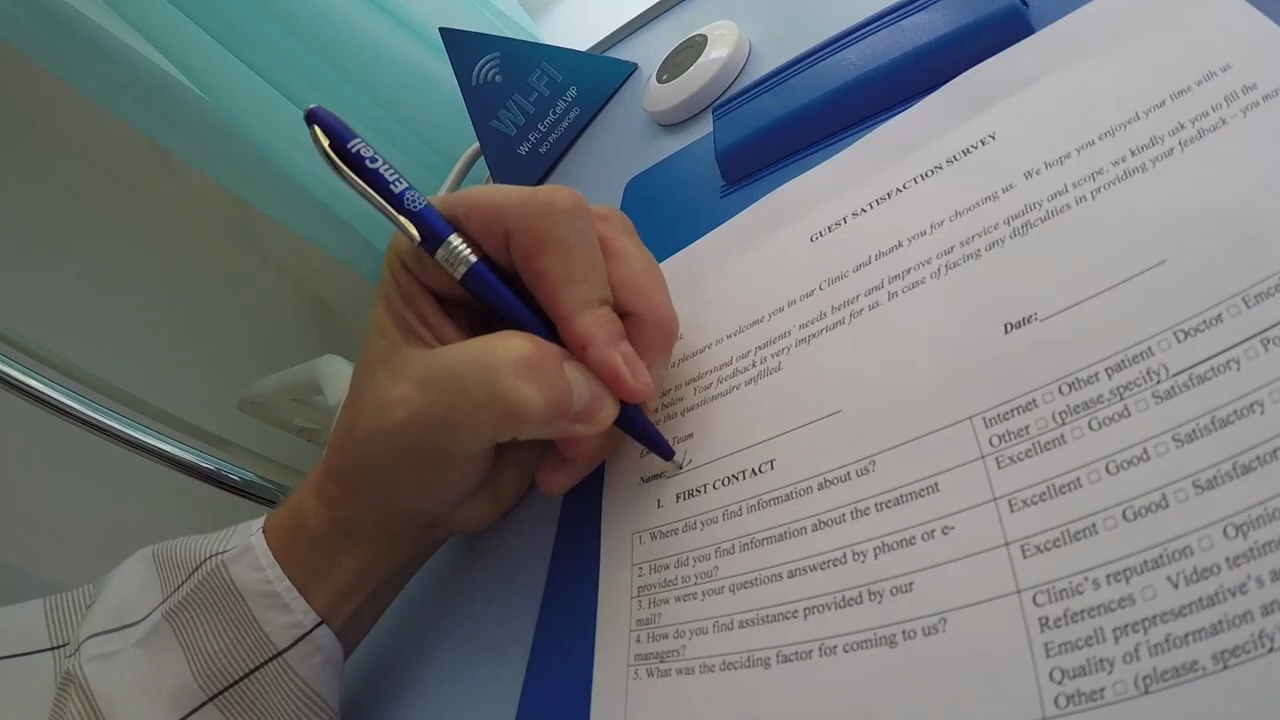 WI-FI
Wi-Fi: EmCell.VIP
NO PASSWORD
EmCell
GUEST SATISFACTION SURVEY
a pleasure to welcome you in our Clinic and thank you for choosing us. We hope you enjoyed your time with us.
to understand our patients' needs better and improve our service quality and scope, we kindly ask you to fill the
below. Your feedback is very important for us. In case of facing any difficulties in providing your feedback – you
this questionnaire unfilled.
Date:
Team
Name:
I. FIRST CONTACT
1. Where did you find information about us?
Internet □ Other patient □ Doctor □
Other □ (please,specify)
2. How did you find information about the treatment
provided to you?
Excellent □ Good □ Satisfactory □
3. How were your questions answered by phone or e-
mail?
Excellent □ Good □ Satisfactory
4. How do you find assistance provided by our
managers?
Excellent □ Good □
5. What was the deciding factor for coming to us?
Clinic's reputation □
References □ Video
Emcell prepresentative's
Quality of information
Other □ (please, specify